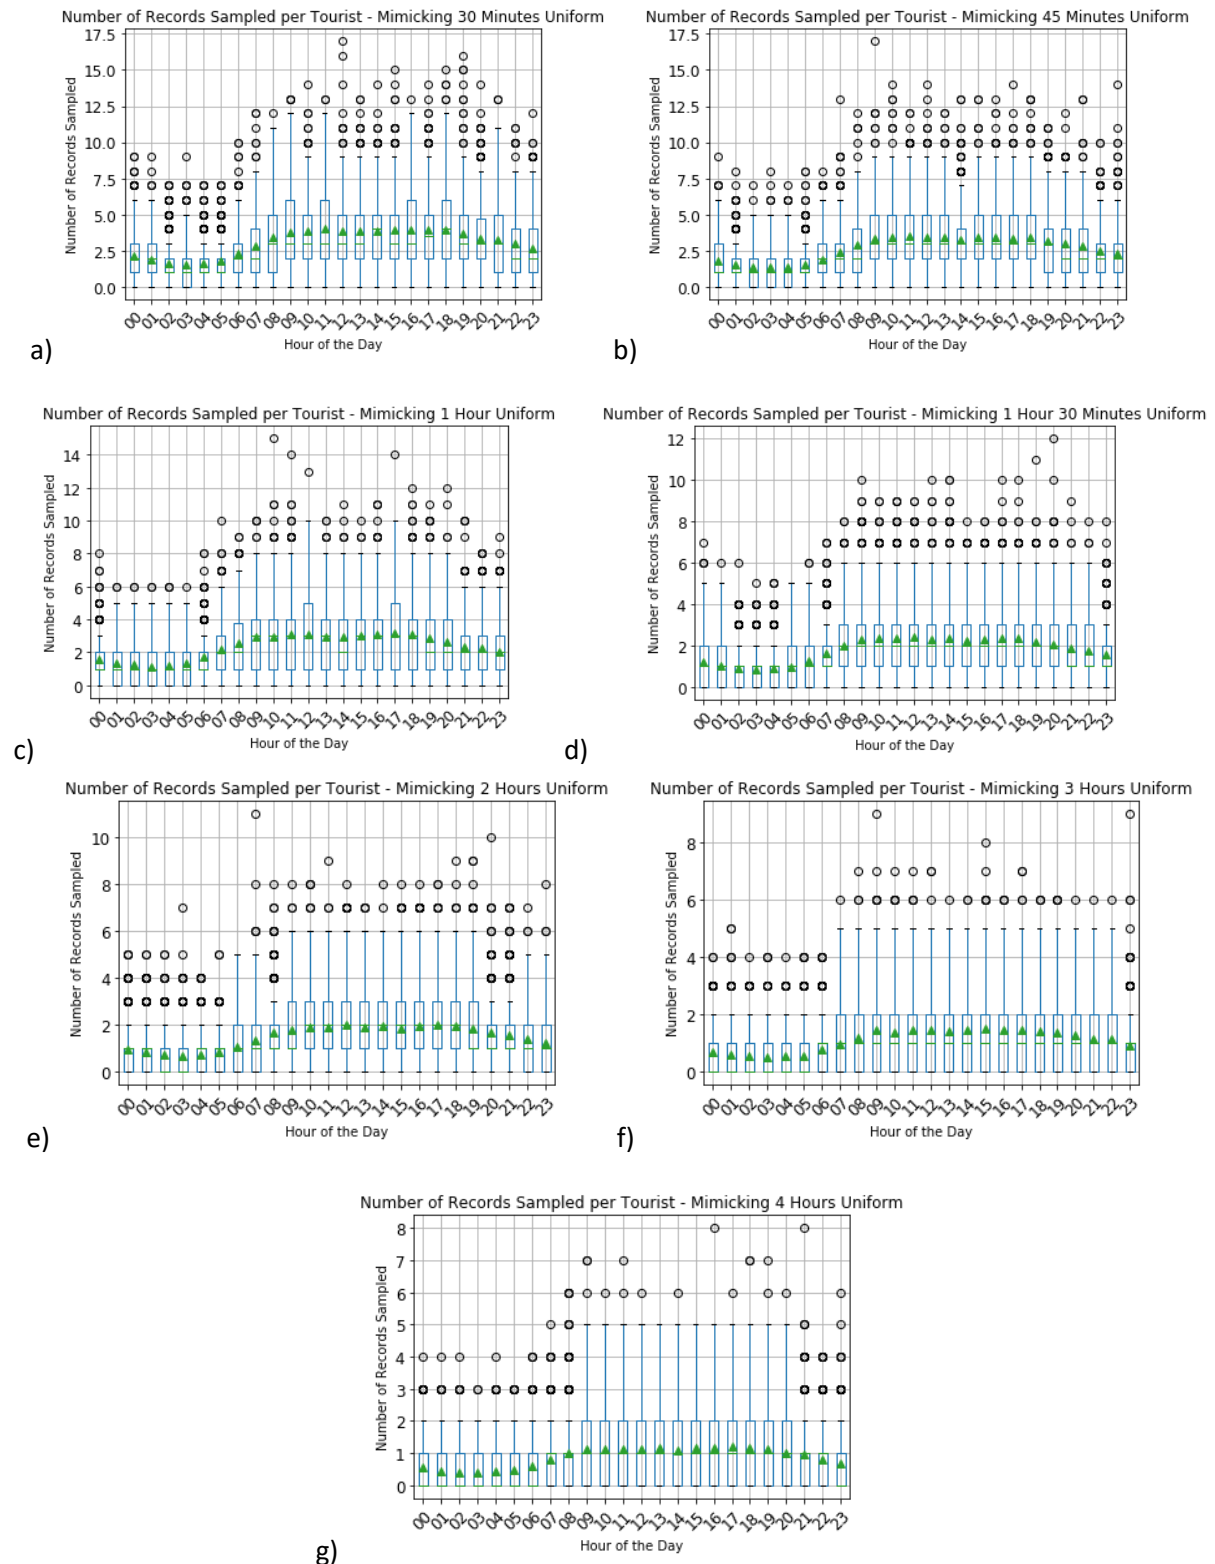 Number of Records Sampled per Tourist - Mimicking 30 Minutes Uniform
17.5
15.0
12.5
10.0
7.5
5.0
2.5
0.0
Number of Records Sampled
00 01 02 03 04 05 06 07 08 09 10 11 12 13 14 15 16 17 18 19 20 21 22 23
Hour of the Day
a)
Number of Records Sampled per Tourist - Mimicking 45 Minutes Uniform
17.5
15.0
12.5
10.0
7.5
5.0
2.5
0.0
Number of Records Sampled
00 01 02 03 04 05 06 07 08 09 10 11 12 13 14 15 16 17 18 19 20 21 22 23
Hour of the Day
b)
Number of Records Sampled per Tourist - Mimicking 1 Hour Uniform
14
12
10
8
6
4
2
0
Number of Records Sampled
00 01 02 03 04 05 06 07 08 09 10 11 12 13 14 15 16 17 18 19 20 21 22 23
Hour of the Day
c)
Number of Records Sampled per Tourist - Mimicking 1 Hour 30 Minutes Uniform
12
10
8
6
4
2
0
Number of Records Sampled
00 01 02 03 04 05 06 07 08 09 10 11 12 13 14 15 16 17 18 19 20 21 22 23
Hour of the Day
d)
Number of Records Sampled per Tourist - Mimicking 2 Hours Uniform
10
8
6
4
2
0
Number of Records Sampled
00 01 02 03 04 05 06 07 08 09 10 11 12 13 14 15 16 17 18 19 20 21 22 23
Hour of the Day
e)
Number of Records Sampled per Tourist - Mimicking 3 Hours Uniform
8
6
4
2
0
Number of Records Sampled
00 01 02 03 04 05 06 07 08 09 10 11 12 13 14 15 16 17 18 19 20 21 22 23
Hour of the Day
f)
Number of Records Sampled per Tourist - Mimicking 4 Hours Uniform
8
7
6
5
4
3
2
1
0
Number of Records Sampled
00 01 02 03 04 05 06 07 08 09 10 11 12 13 14 15 16 17 18 19 20 21 22 23
Hour of the Day
g)